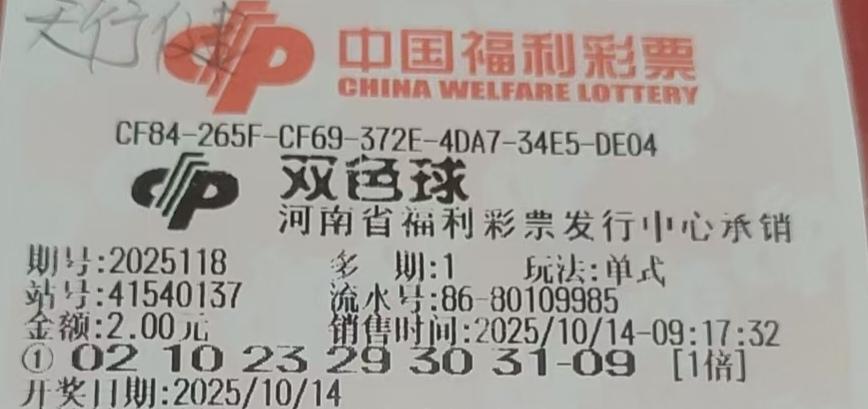 天行健
中国福利彩票
CHINA WELFARE LOTTERY
CF84-265F-CF69-372E-4DA7-34E5-DE04
双色球
河南省福利彩票发行中心承销
期号:2025118 多 期:1 玩法:单式
站号:41540137 流水号:86-80109985
金额:2.00元 销售时间:2025/10/14-09:17:32
① 02 10 23 29 30 31-09 [1倍]
开奖日期:2025/10/14